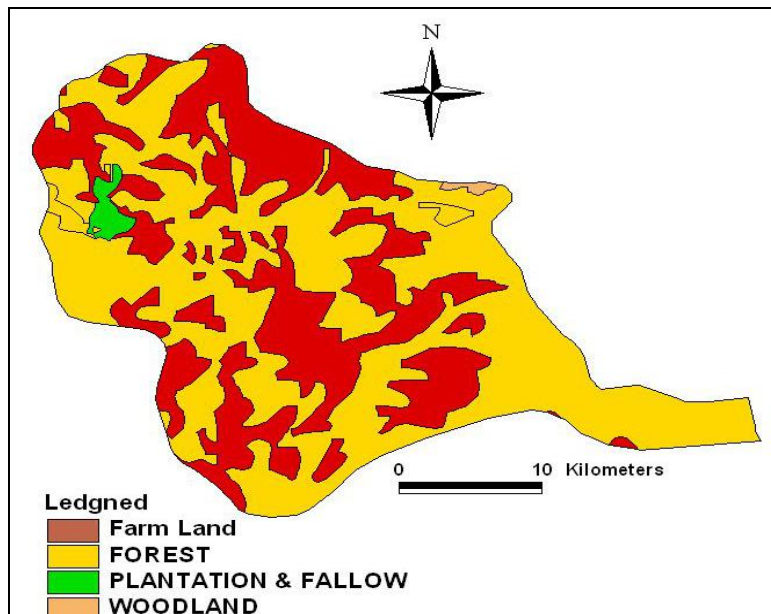 N
0 10 Kilometers
Ledgned
Farm Land
FOREST
PLANTATION & FALLOW
WOODLAND